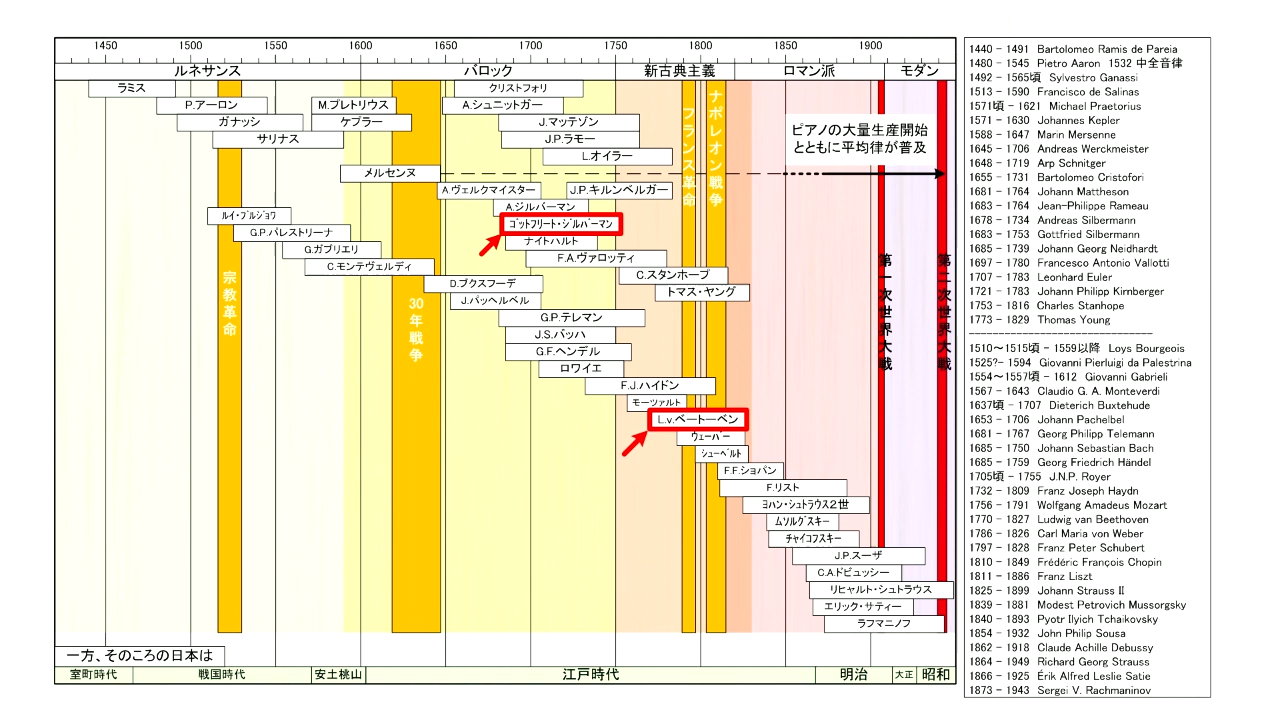 1450 1500 1550 1600 1650 1700 1750 1800 1850 1900
ルネサンス バロック 新古典主義 ロマン派 モダン
ラミス
P.アーロン
ガナッシ
サリナス
M.プレトリウス
ケプラー
メルセンヌ
クリストフォリ
A.シュニットガー
J.マッテゾン
J.P.ラモー
L.オイラー
A.ヴェルクマイスター
J.P.キルンベルガー
A.ジルバーマン
ゴットフリート・ジルバーマン
ナイトハルト
F.A.ヴァロッティ
C.スタンホープ
トマス・ヤング
ルイ・ブルジョワ
G.P.パレストリーナ
G.ガブリエリ
C.モンテヴェルディ
D.ブクスフーデ
J.パッヘルベル
G.P.テレマン
J.S.バッハ
G.F.ヘンデル
ロワイエ
F.J.ハイドン
モーツァルト
L.v.ベートーベン
ウェーバー
シューベルト
F.F.ショパン
F.リスト
ヨハン・シュトラウス2世
ムソルグスキー
チャイコフスキー
J.P.スーザ
C.A.ドビュッシー
リヒャルト・シュトラウス
エリック・サティー
ラフマニノフ
宗教革命
30年戦争
フランス革命
ナポレオン戦争
第一次世界大戦
第二次世界大戦
ピアノの大量生産開始
とともに平均律が普及
一方、そのころの日本は
室町時代 戦国時代 安土桃山 江戸時代 明治 大正 昭和
1440 - 1491 Bartolomeo Ramis de Pareia
1480 - 1545 Pietro Aaron 1532 中全音律
1492 - 1565頃 Sylvestro Ganassi
1513 - 1590 Francisco de Salinas
1571頃 - 1621 Michael Praetorius
1571 - 1630 Johannes Kepler
1588 - 1647 Marin Mersenne
1645 - 1706 Andreas Werckmeister
1648 - 1719 Arp Schnitger
1655 - 1731 Bartolomeo Cristofori
1681 - 1764 Johann Mattheson
1683 - 1764 Jean-Philippe Rameau
1678 - 1734 Andreas Silbermann
1683 - 1753 Gottfried Silbermann
1685 - 1739 Johann Georg Neidhardt
1697 - 1780 Francesco Antonio Vallotti
1707 - 1783 Leonhard Euler
1721 - 1783 Johann Philipp Kirnberger
1753 - 1816 Charles Stanhope
1773 - 1829 Thomas Young
1510～1515頃 - 1559以降 Loys Bourgeois
1525?- 1594 Giovanni Pierluigi da Palestrina
1554～1557頃 - 1612 Giovanni Gabrieli
1567 - 1643 Claudio G. A. Monteverdi
1637頃 - 1707 Dieterich Buxtehude
1653 - 1706 Johann Pachelbel
1681 - 1767 Georg Philipp Telemann
1685 - 1750 Johann Sebastian Bach
1685 - 1759 Georg Friedrich Händel
1705頃 - 1755 J.N.P. Royer
1732 - 1809 Franz Joseph Haydn
1756 - 1791 Wolfgang Amadeus Mozart
1770 - 1827 Ludwig van Beethoven
1786 - 1826 Carl Maria von Weber
1797 - 1828 Franz Peter Schubert
1810 - 1849 Frédéric François Chopin
1811 - 1886 Franz Liszt
1825 - 1899 Johann Strauss II
1839 - 1881 Modest Petrovich Mussorgsky
1840 - 1893 Pyotr Ilyich Tchaikovsky
1854 - 1932 John Philip Sousa
1862 - 1918 Claude Achille Debussy
1864 - 1949 Richard Georg Strauss
1866 - 1925 Érik Alfred Leslie Satie
1873 - 1943 Sergei V. Rachmaninov